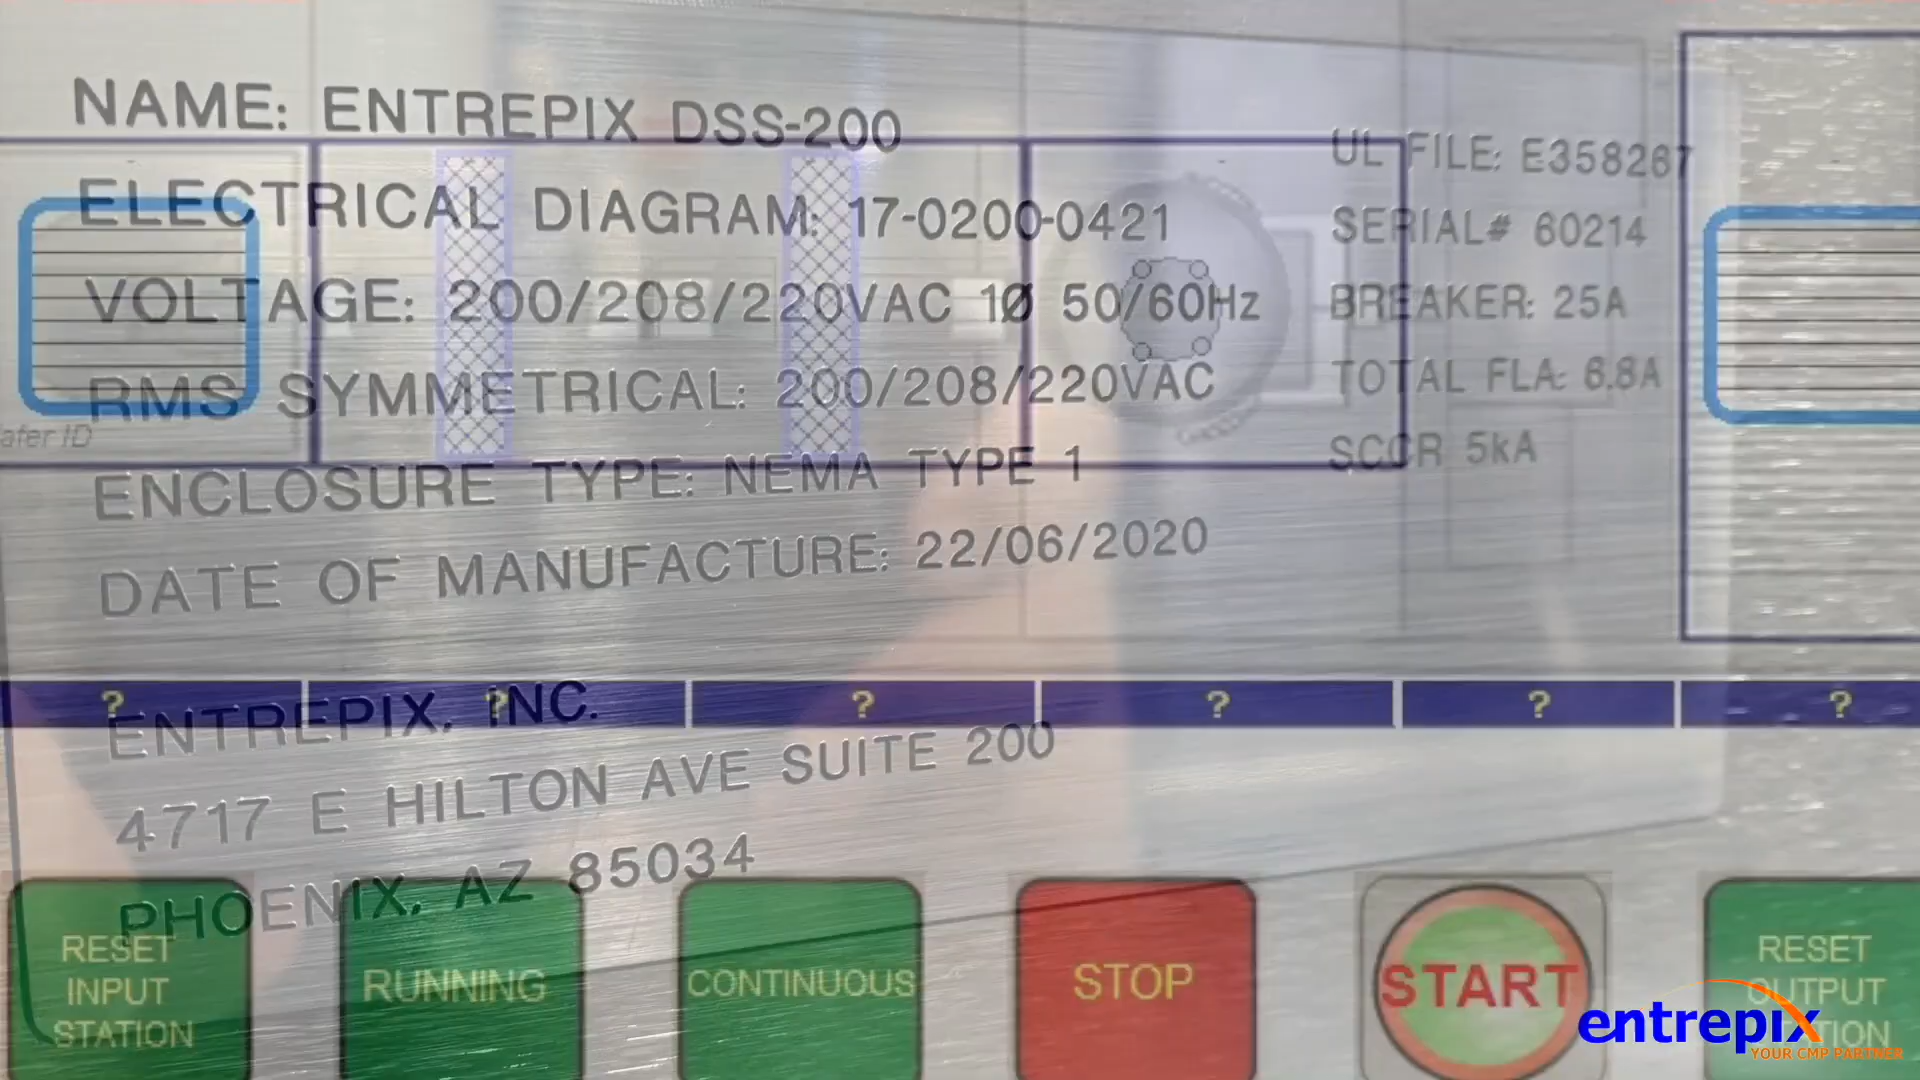 NAME: ENTREPIX DSS-200
ELECTRICAL DIAGRAM: 17-0200-0421
VOLTAGE: 200/208/220VAC 1Ø 50/60Hz
RMS SYMMETRICAL: 200/208/220VAC
ENCLOSURE TYPE: NEMA TYPE 1
DATE OF MANUFACTURE: 22/06/2020
UL FILE: E358267
SERIAL# 60214
BREAKER: 25A
TOTAL FLA: 6.8A
SCCR 5kA
afer ID
? ? ? ? ? ?
ENTREPIX, INC.
4717 E HILTON AVE SUITE 200
PHOENIX, AZ 85034
RESET
INPUT
STATION
RUNNING
CONTINUOUS
STOP
START
RESET
OUTPUT
STATION
entrepix
YOUR CMP PARTNER